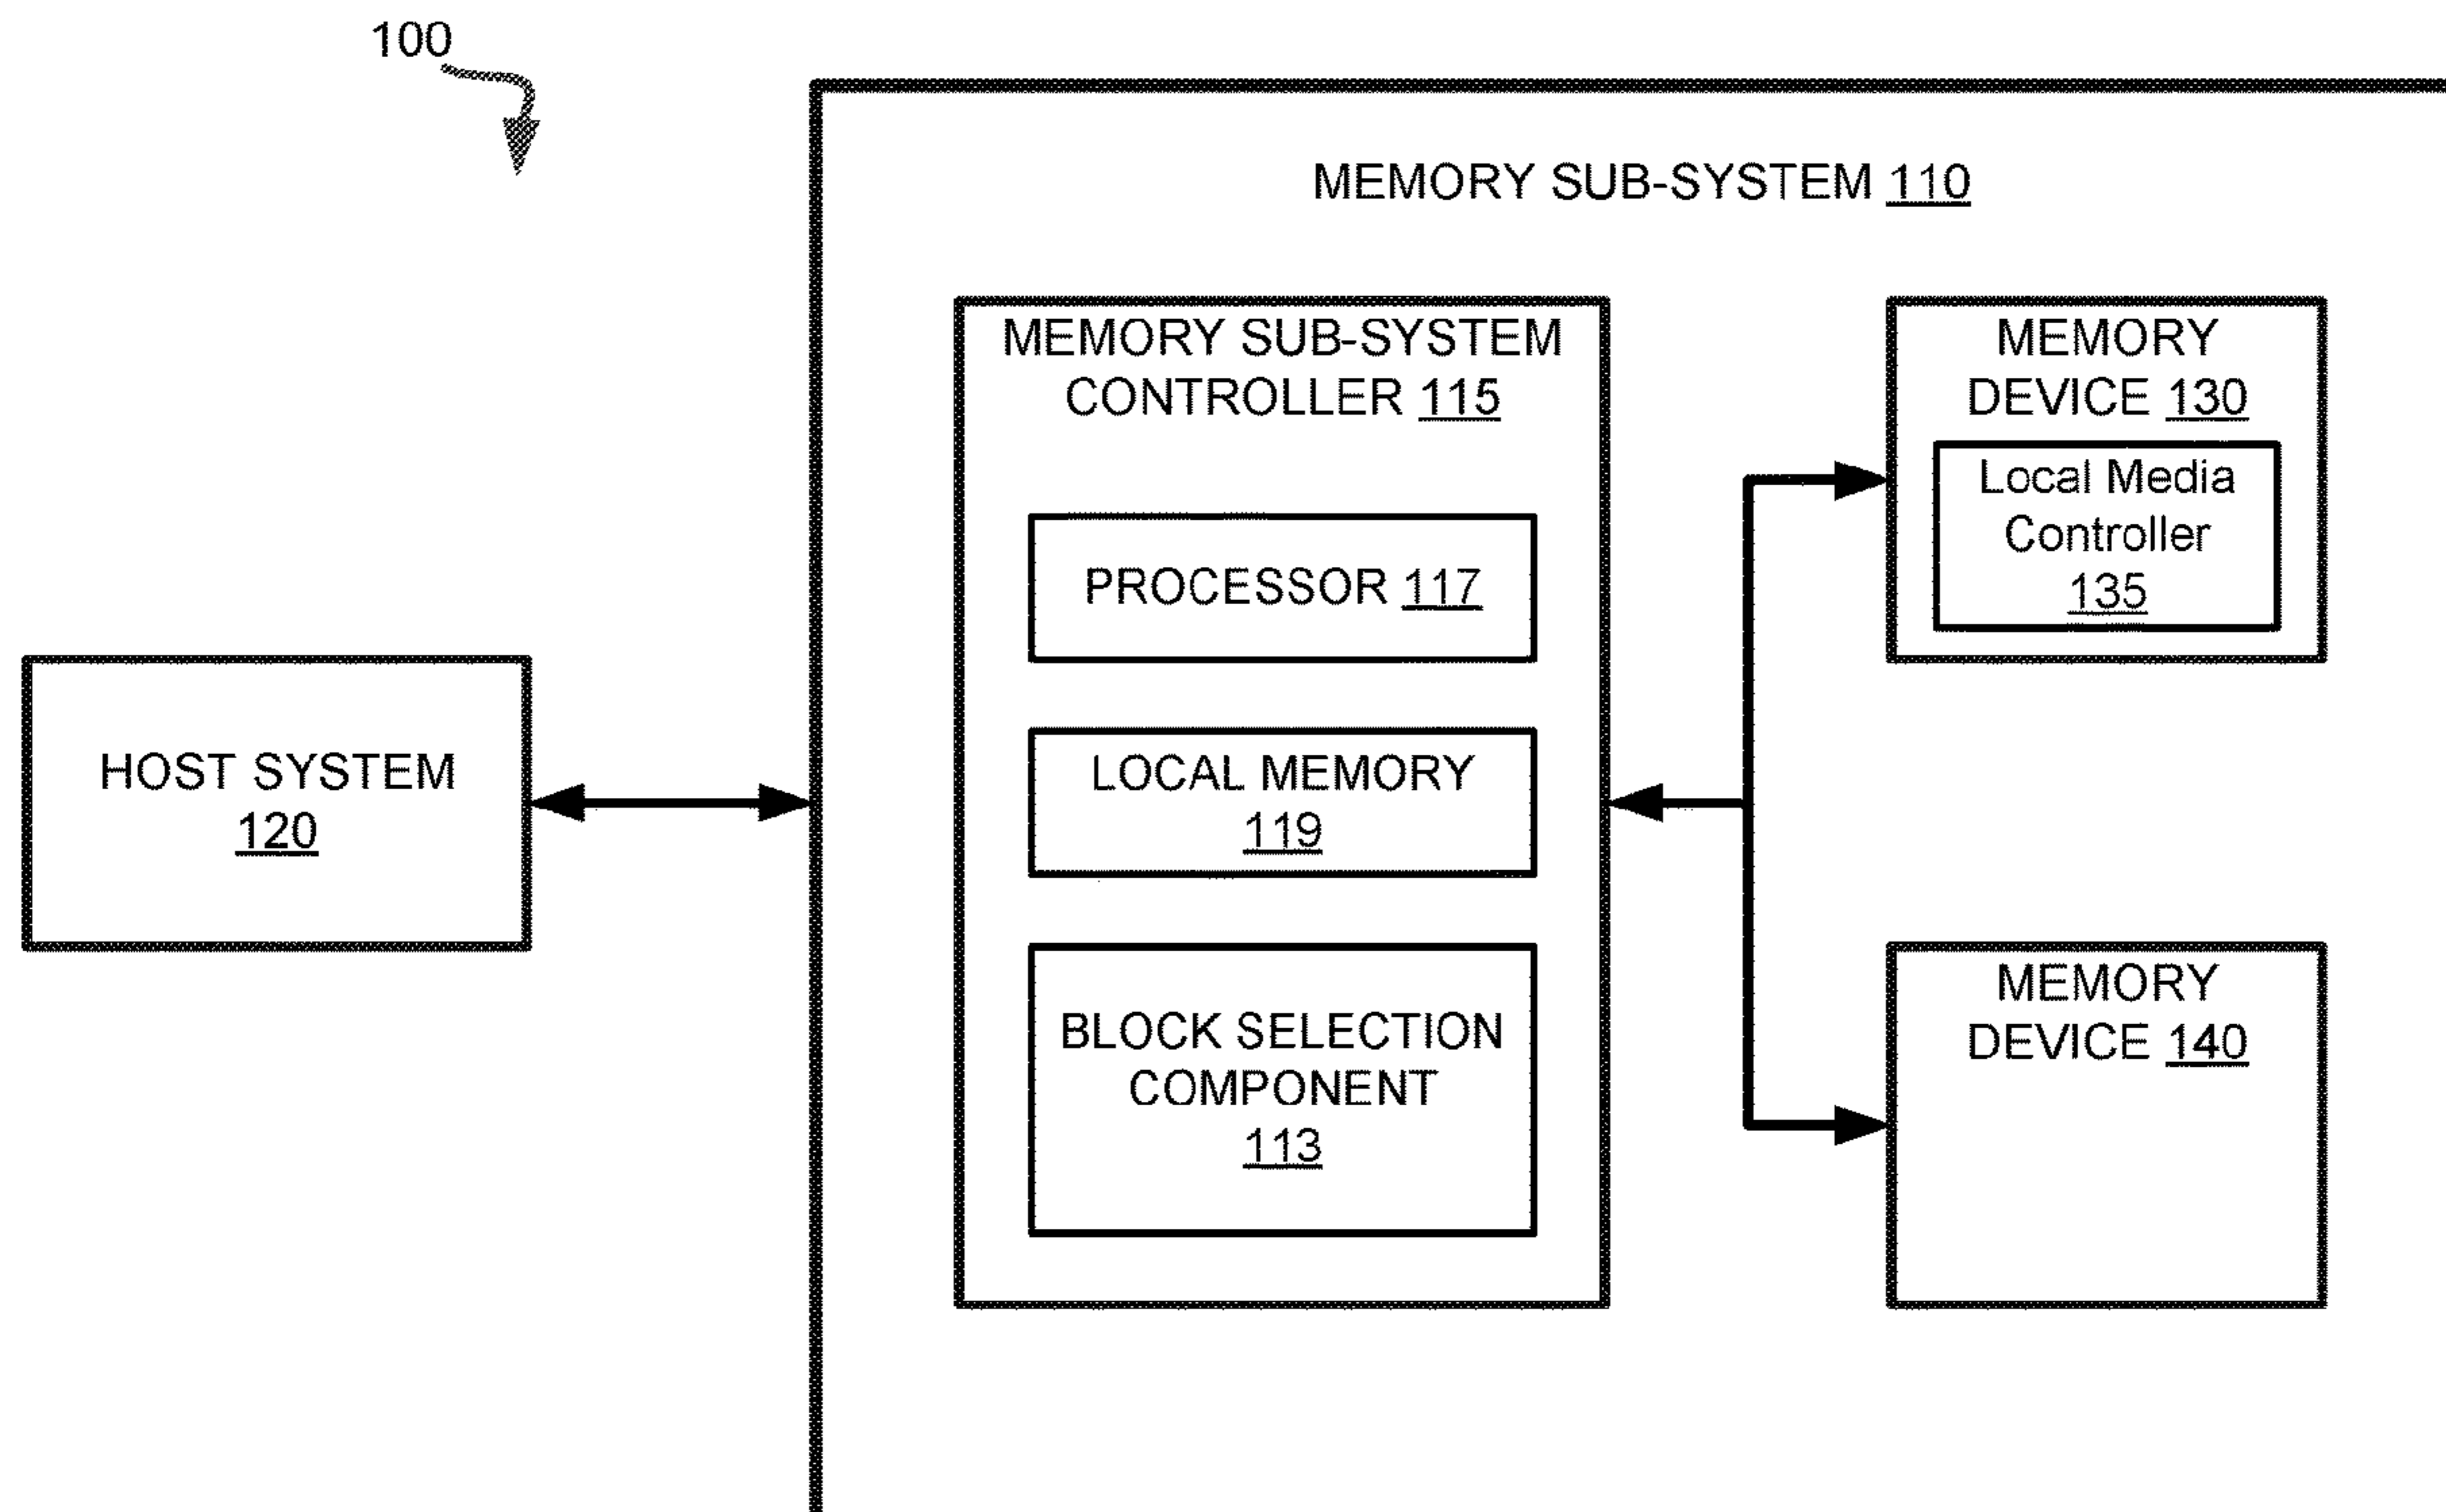 100
MEMORY SUB-SYSTEM 110
MEMORY SUB-SYSTEM
CONTROLLER 115
PROCESSOR 117
LOCAL MEMORY
119
BLOCK SELECTION
COMPONENT
113
HOST SYSTEM
120
MEMORY
DEVICE 130
Local Media
Controller
135
MEMORY
DEVICE 140